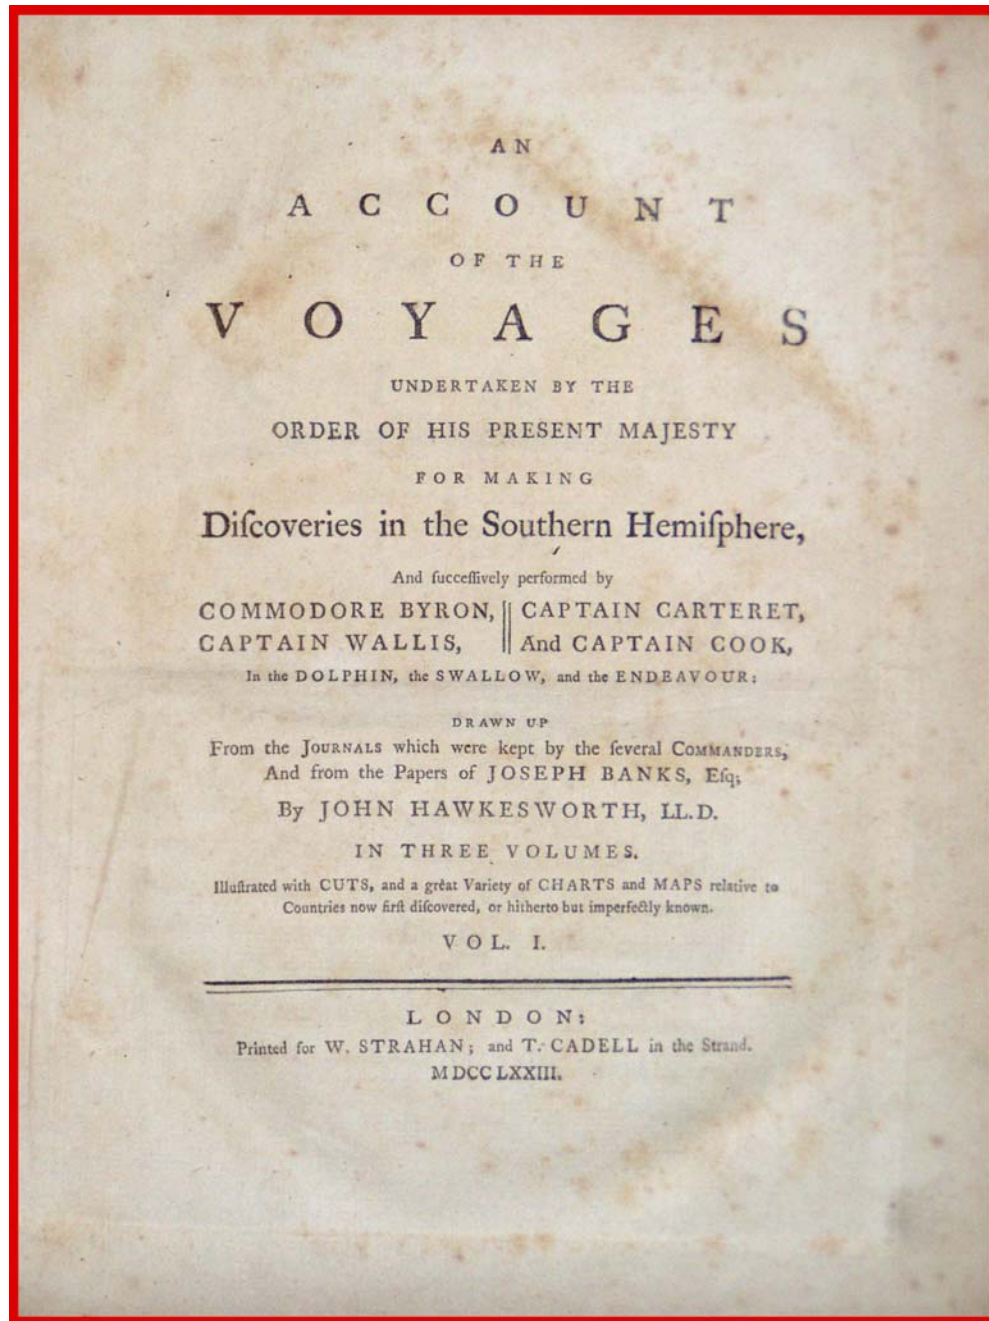 AN
ACCOUNT
OF THE
VOYAGES
UNDERTAKEN BY THE
ORDER OF HIS PRESENT MAJESTY
FOR MAKING
Diſcoveries in the Southern Hemiſphere,
And ſucceſſively performed by
COMMODORE BYRON, || CAPTAIN CARTERET,
CAPTAIN WALLIS, || And CAPTAIN COOK,
In the DOLPHIN, the SWALLOW, and the ENDEAVOUR:
DRAWN UP
From the JOURNALS which were kept by the ſeveral COMMANDERS,
And from the Papers of JOSEPH BANKS, Eſq;
By JOHN HAWKESWORTH, LL.D.
IN THREE VOLUMES.
Illuſtrated with CUTS, and a great Variety of CHARTS and MAPS relative to
Countries now firſt diſcovered, or hitherto but imperfectly known.
VOL. I.
LONDON:
Printed for W. STRAHAN; and T. CADELL in the Strand.
MDCCLXXIII.